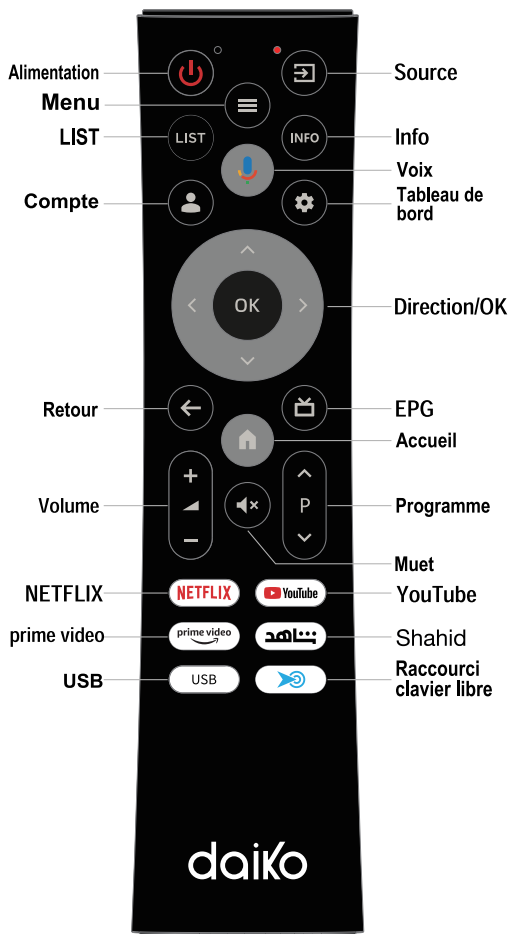 Alimentation
Source
Menu
LIST
LIST
INFO
Info
Voix
Compte
Tableau de
bord
OK
Direction/OK
Retour
EPG
Accueil
Volume
P
Programme
Muet
NETFLIX
NETFLIX
YouTube
YouTube
prime video
prime video
شاهد
Shahid
USB
USB
Raccourci
clavier libre
daiko